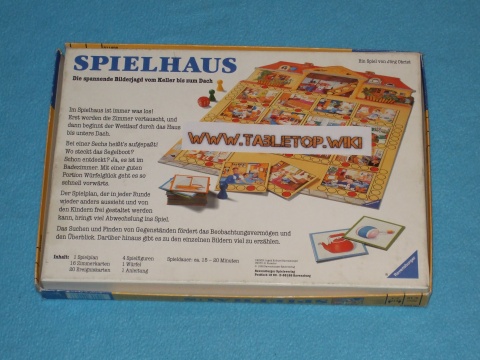 SPIELHAUS
Die spannende Bilderjagd vom Keller bis zum Dach
Ein Spiel von Jörg
Im Spielhaus ist immer was los!
Erst werden die Zimmer vertauscht, und
dann beginnt der Wettlauf durch das Haus
bis unters Dach.
Bei einer Sechs heißt's aufgepaßt!
Wo steckt das Segelboot?
Schon entdeckt? Ja, es ist im
Badezimmer. Mit einer guten
Portion Würfelglück geht es so
schnell vorwärts.
Der Spielplan, der in jeder Runde
wieder anders aussieht und von
den Kindern frei gestaltet werden
kann, bringt viel Abwechslung ins Spiel.
Das Suchen und Finden von Gegenständen fördert das Beobachtungsvermögen und
den Überblick. Darüber hinaus gibt es zu den einzelnen Bildern viel zu erzählen.
WWW.TABLETOP.WIKI
Inhalt: 1 Spielplan
16 Zimmerkarten
20 Ereigniskarten
4 Spielfiguren
1 Würfel
1 Anleitung
Spieldauer: ca. 15 - 20 Minuten
Ravensburger